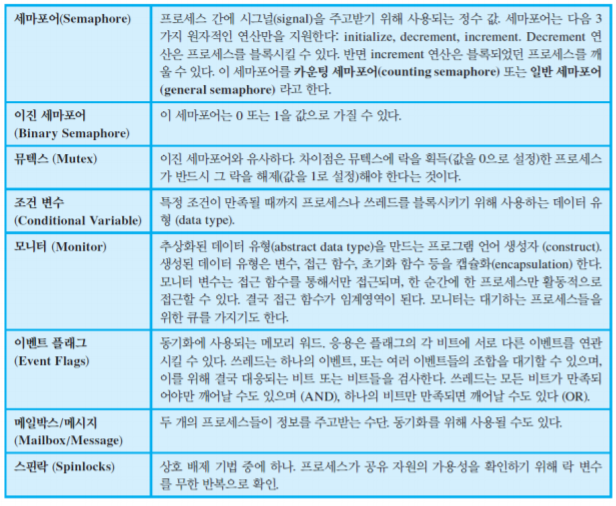 세마포어(Semaphore)
프로세스 간에 시그널(signal)을 주고받기 위해 사용되는 정수 값. 세마포어는 다음 3
가지 원자적인 연산만을 지원한다: initialize, decrement, increment. Decrement 연
산은 프로세스를 블록시킬 수 있다. 반면 increment 연산은 블록되었던 프로세스를 깨
울 수 있다. 이 세마포어를 카운팅 세마포어(counting semaphore) 또는 일반 세마포어
(general semaphore) 라고 한다.
이진 세마포어
(Binary Semaphore)
이 세마포어는 0 또는 1을 값으로 가질 수 있다.
뮤텍스 (Mutex)
이진 세마포어와 유사하다. 차이점은 뮤텍스에 락을 획득(값을 0으로 설정)한 프로세스
가 반드시 그 락을 해제(값을 1로 설정)해야 한다는 것이다.
조건 변수
(Conditional Variable)
특정 조건이 만족될 때까지 프로세스나 쓰레드를 블록시키기 위해 사용하는 데이터 유
형 (data type).
모니터 (Monitor)
추상화된 데이터 유형(abstract data type)을 만드는 프로그램 언어 생성자 (construct).
생성된 데이터 유형은 변수, 접근 함수, 초기화 함수 등을 캡슐화(encapsulation) 한다.
모니터 변수는 접근 함수를 통해서만 접근되며, 한 순간에 한 프로세스만 활동적으로
접근할 수 있다. 결국 접근 함수가 임계영역이 된다. 모니터는 대기하는 프로세스들을
위한 큐를 가지기도 한다.
이벤트 플래그
(Event Flags)
동기화에 사용되는 메모리 워드. 응용은 플래그의 각 비트에 서로 다른 이벤트를 연관
시킬 수 있다. 쓰레드는 하나의 이벤트, 또는 여러 이벤트들의 조합을 대기할 수 있으며,
이를 위해 결국 대응되는 비트 또는 비트들을 검사한다. 쓰레드는 모든 비트가 만족되
어야만 깨어날 수도 있으며 (AND), 하나의 비트만 만족되면 깨어날 수도 있다 (OR).
메일박스/메시지
(Mailbox/Message)
두 개의 프로세스들이 정보를 주고받는 수단. 동기화를 위해 사용될 수도 있다.
스핀락 (Spinlocks)
상호 배제 기법 중에 하나. 프로세스가 공유 자원의 가용성을 확인하기 위해 락 변수
를 무한 반복으로 확인.